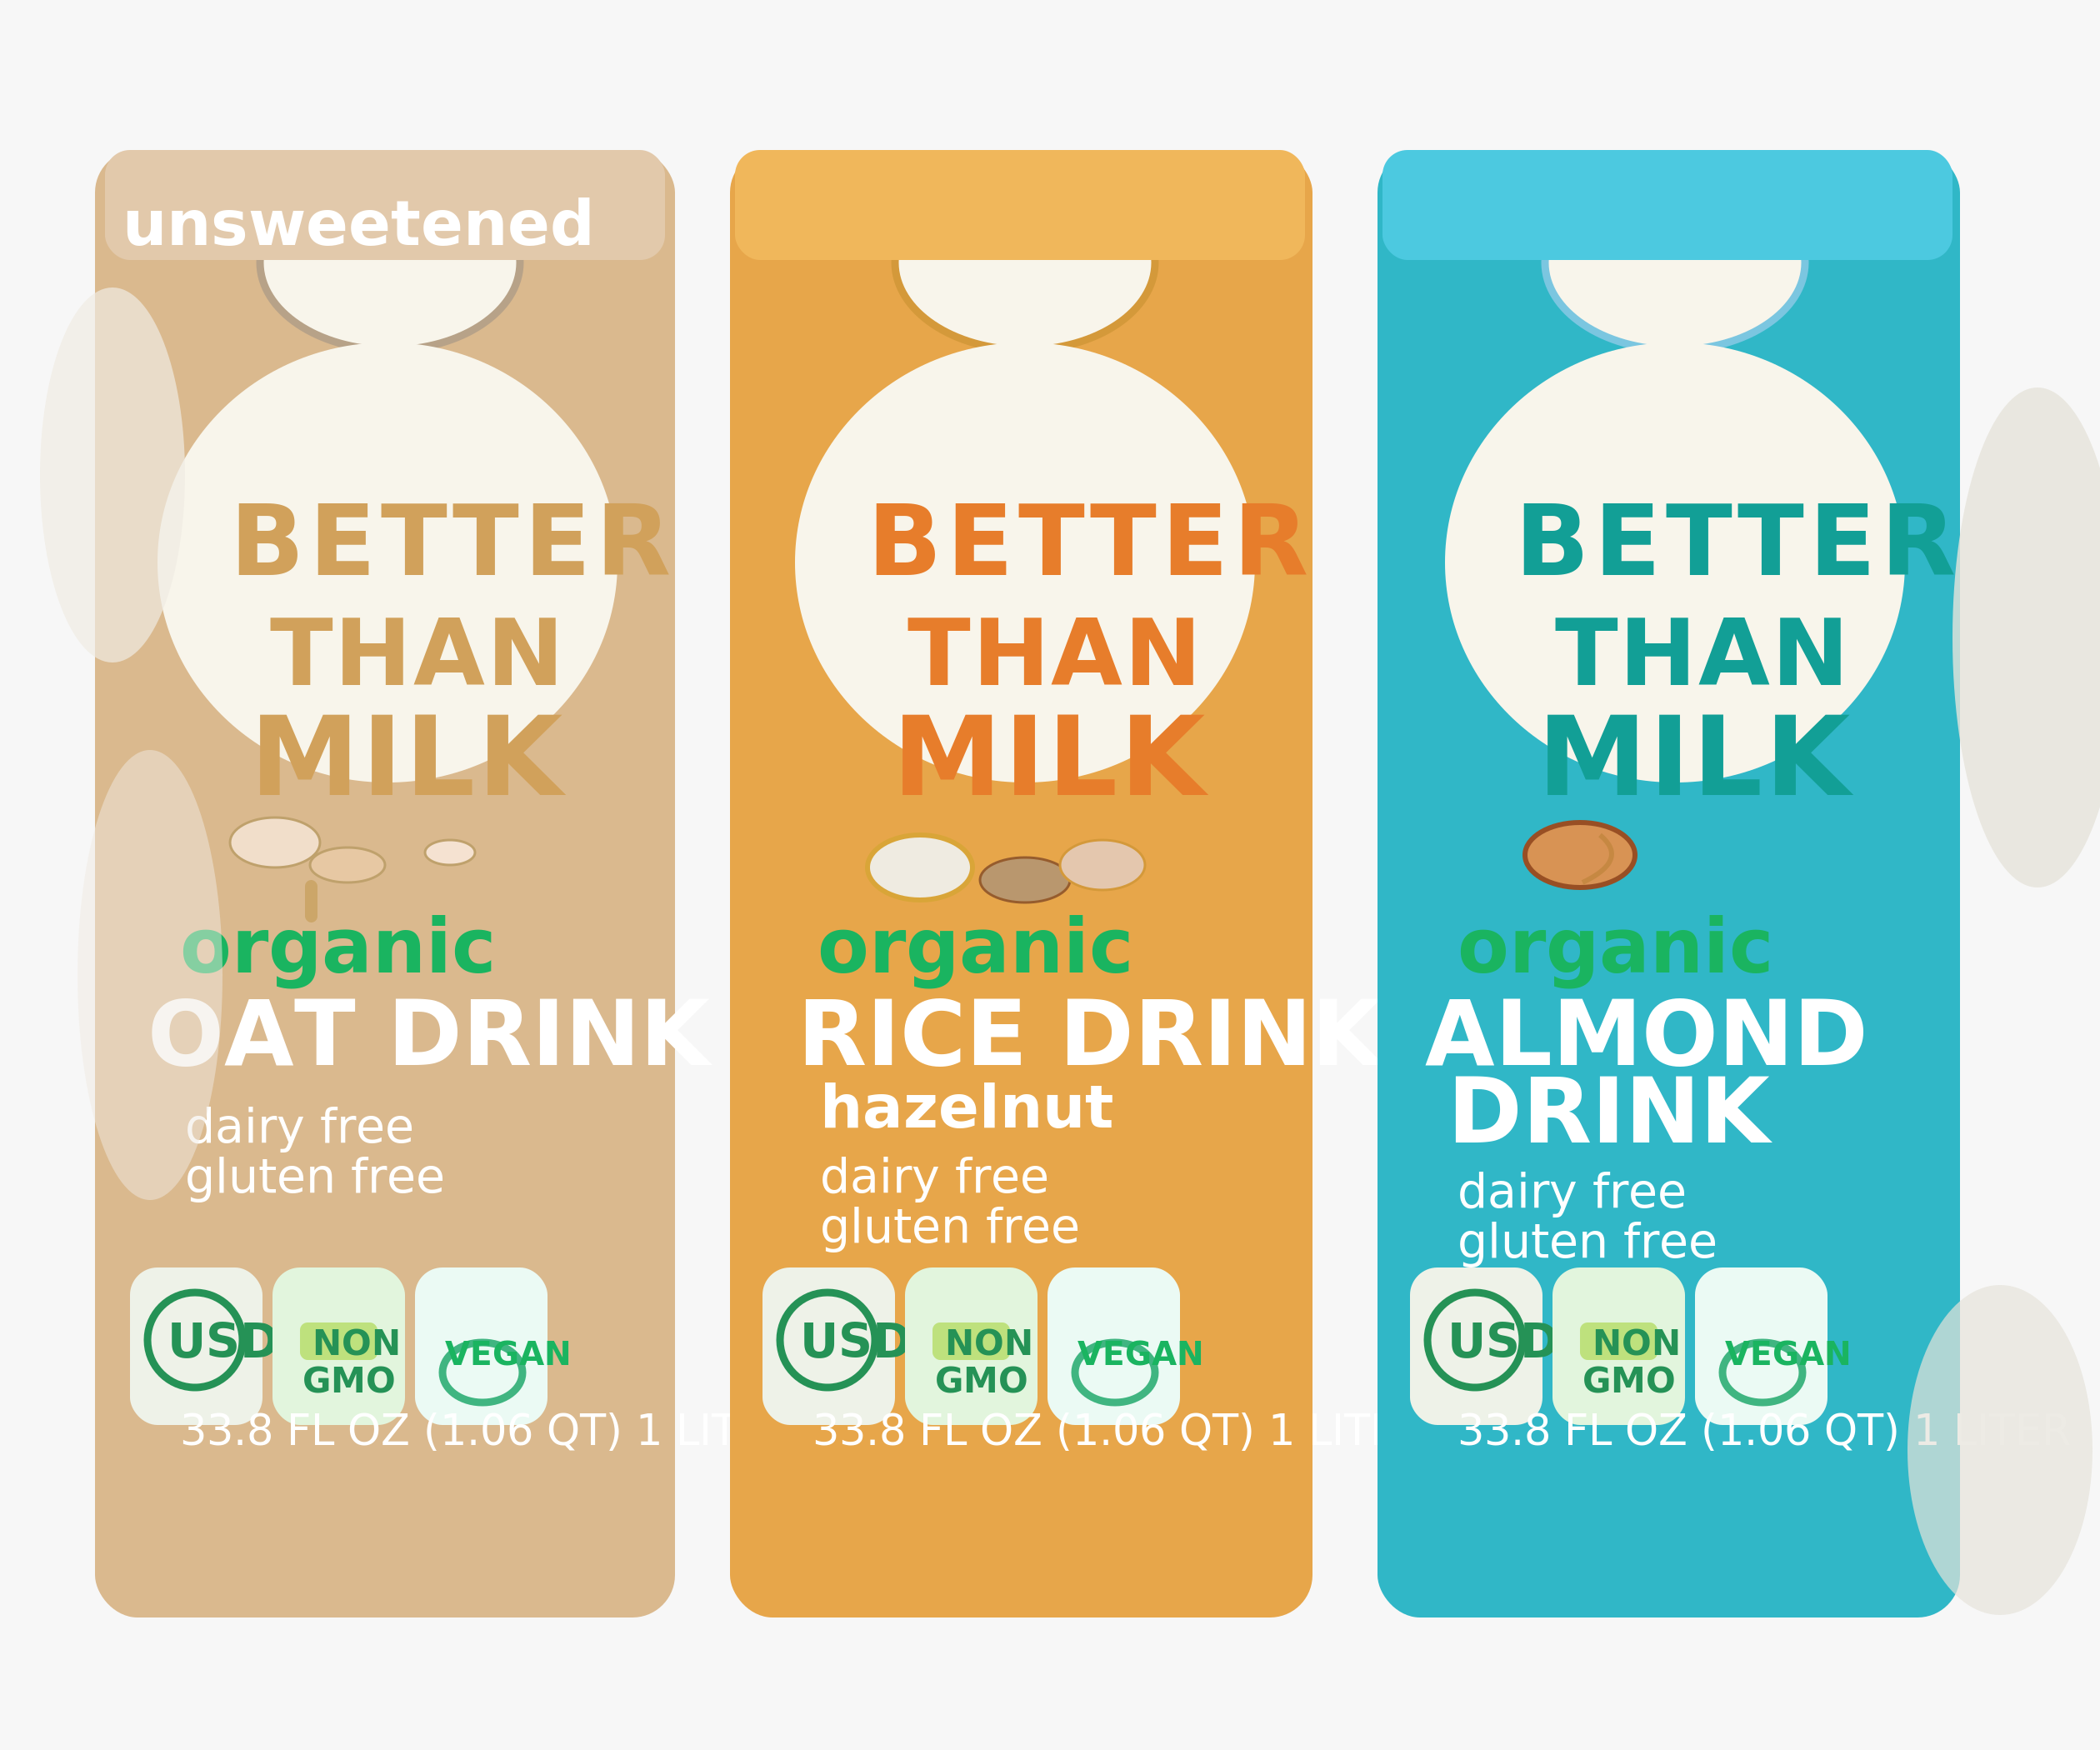 unsweetened
BETTER
THAN
MILK
organic
OAT DRINK
dairy free
gluten free
USD
NON
GMO
VEGAN
33.8 FL OZ (1.06 QT) 1 LIT
BETTER
THAN
MILK
organic
RICE DRINK
hazelnut
dairy free
gluten free
USD
NON
GMO
VEGAN
33.8 FL OZ (1.06 QT) 1 LIT
BETTER
THAN
MILK
organic
ALMOND
DRINK
dairy free
gluten free
USD
NON
GMO
VEGAN
33.8 FL OZ (1.06 QT) 1